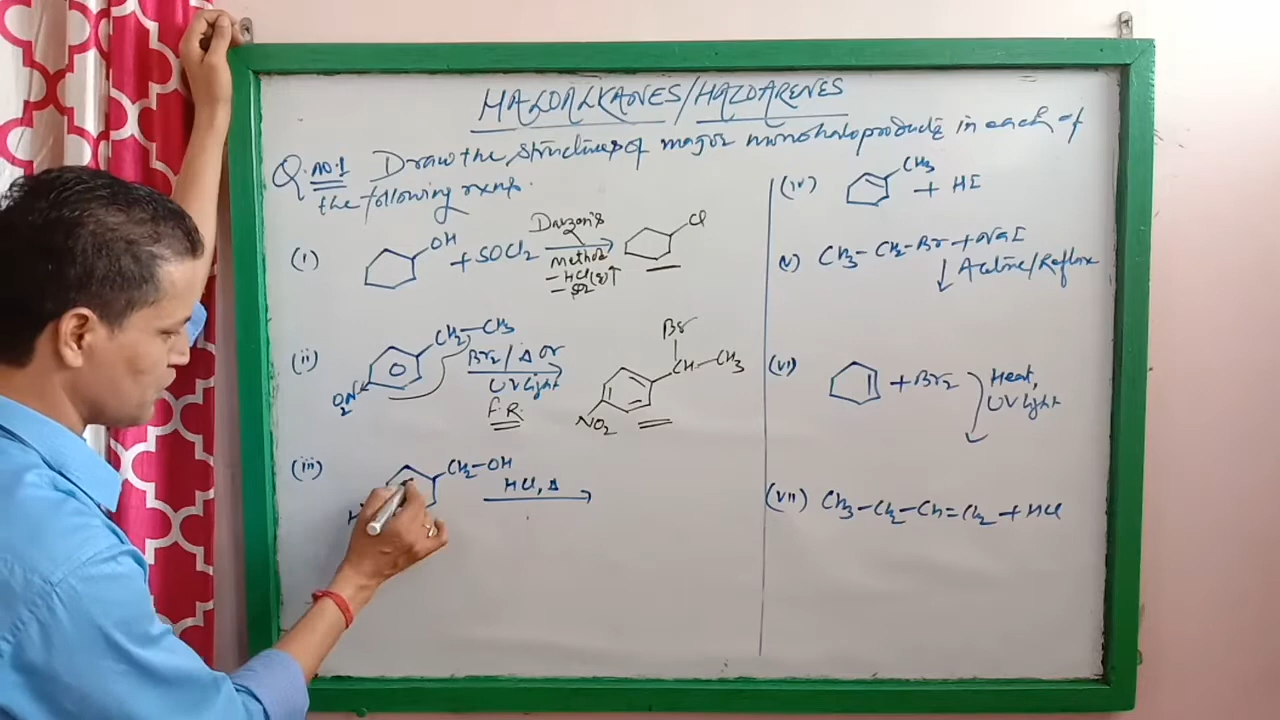 HALOALKANES/HALOARENES
Q.no.1 Draw the structures of major monohalo products in each of
the following rxns.
(i) OH + SOCl2 Darzon's Method - HCl(g)↑ - SO2 Cl
(ii) O2N CH2-CH3 Br2/Δ or UV light F.R. Br CH-CH3 NO2
(iii) CH2-OH HCl, Δ
(iv) CH3 + HI
(v) CH3-CH2-Br + NaI
↓ Acetone/Reflux
(vi) + Br2 Heat,
UV light
(vii) CH3-CH2-CH=CH2 + HCl